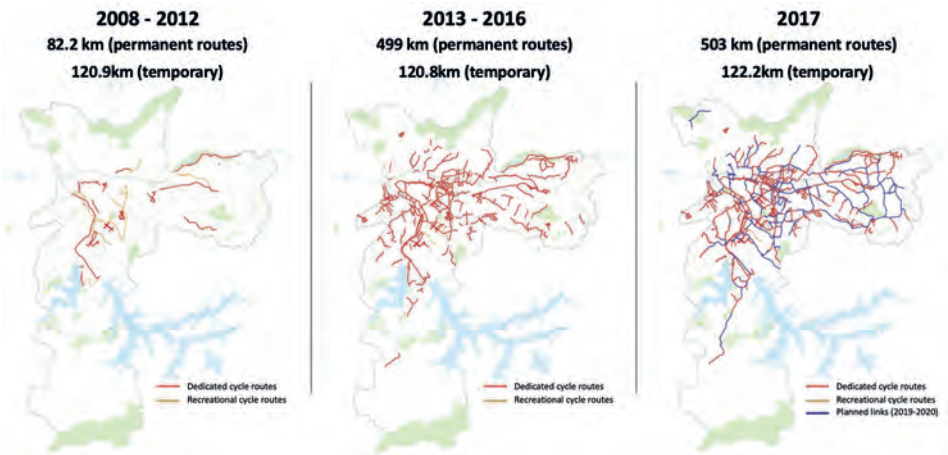 2008 - 2012
82.2 km (permanent routes)
120.9km (temporary)
Dedicated cycle routes
Recreational cycle routes
2013 - 2016
499 km (permanent routes)
120.8km (temporary)
Dedicated cycle routes
Recreational cycle routes
2017
503 km (permanent routes)
122.2km (temporary)
Dedicated cycle routes
Recreational cycle routes
Planned links (2019-2020)